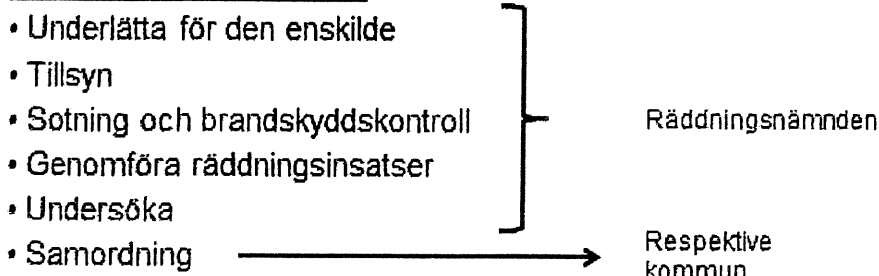 • Underlätta för den enskilde
• Tillsyn
• Sotning och brandskyddskontroll
Räddningsnämnden
• Genomföra räddningsinsatser
• Undersöka
• Samordning
Respektive
kommun